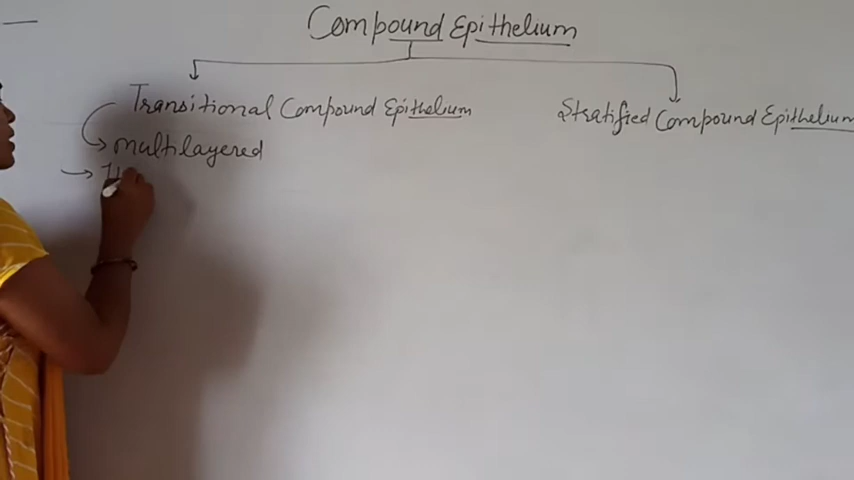 Compound Epithelium
Transitional Compound Epithelium
Stratified Compound Epithelium
→ multilayered
→